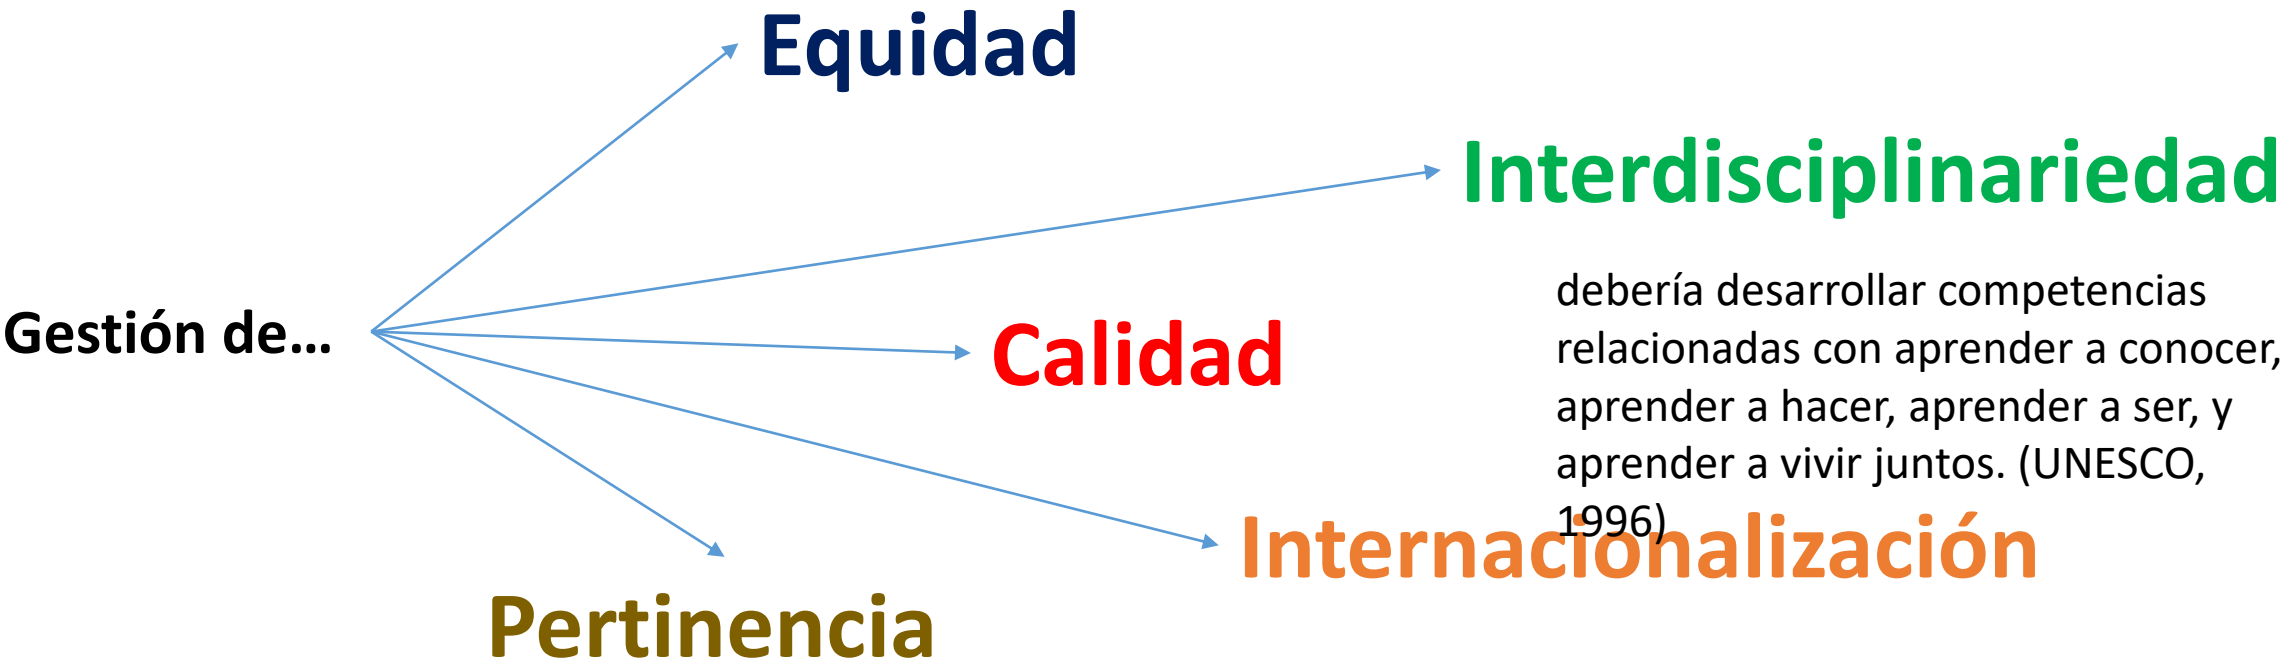 Equidad
Interdisciplinariedad
debería desarrollar competencias
relacionadas con aprender a conocer,
aprender a hacer, aprender a ser, y
aprender a vivir juntos. (UNESCO,
1996)
Gestión de...
Calidad
Internacionalización
Pertinencia